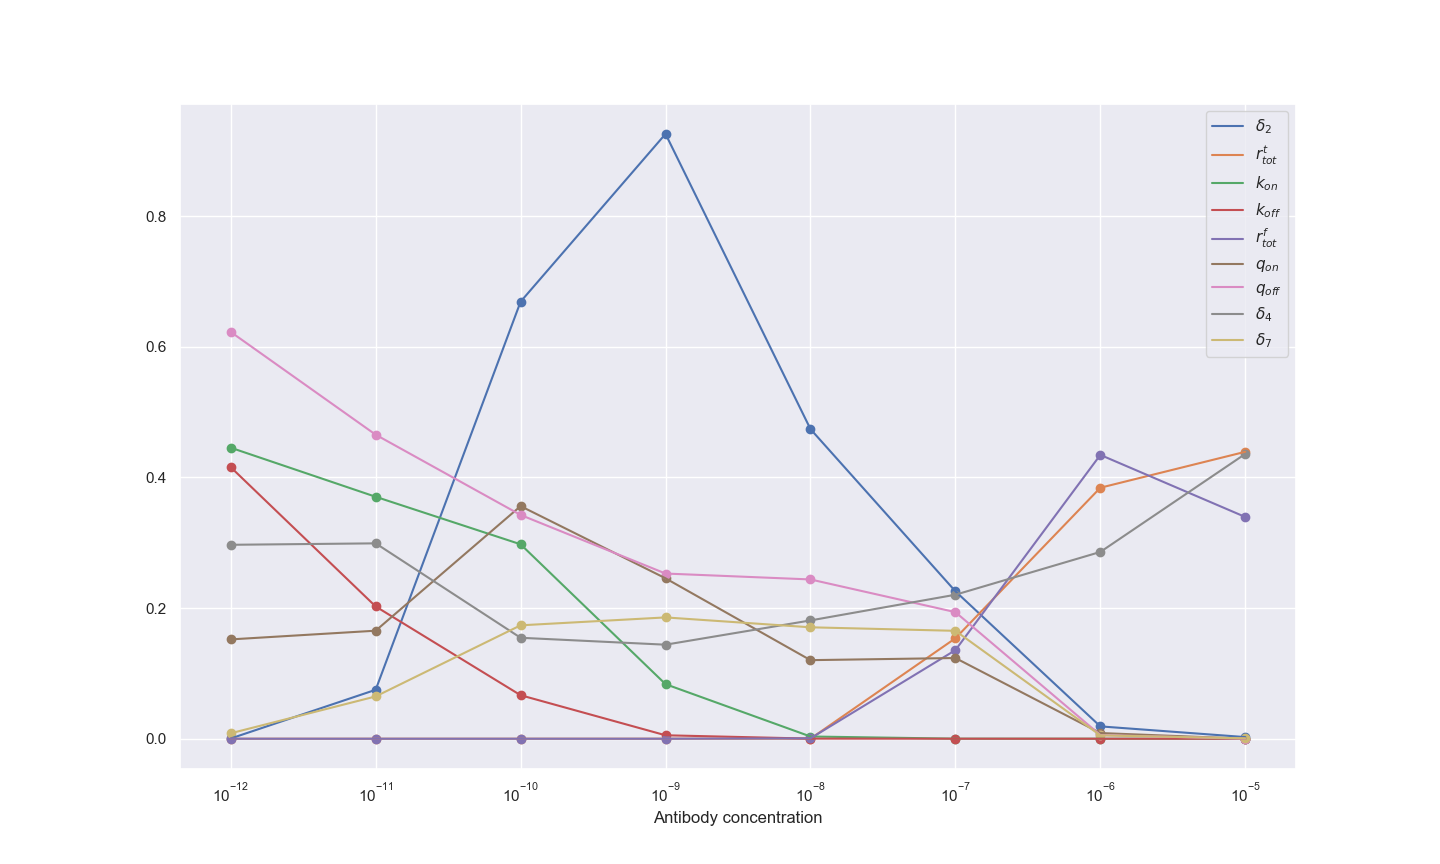 δ₂
r^t_tot
k_on
k_off
r^f_tot
q_on
q_off
δ₄
δ₇
0.8
0.6
0.4
0.2
0.0
10⁻¹² 10⁻¹¹ 10⁻¹⁰ 10⁻⁹ 10⁻⁸ 10⁻⁷ 10⁻⁶ 10⁻⁵
Antibody concentration